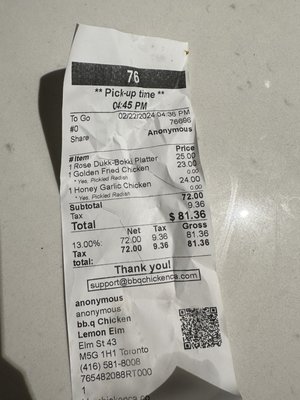 76
** Pick-up time **
04:45 PM
To Go 02/22/2024 04:36 PM
#0 76696
Share Anonymous
#Item Price
1 Rose Dukk-Bokki Platter 25.00
1 Golden Fried Chicken 23.00
* Yes, Pickled Radish 0.00
1 Honey Garlic Chicken 24.00
* Yes, Pickled Radish 0.00
Subtotal 72.00
Tax 9.36
Total $ 81.36
Net Tax Gross
13.00%: 72.00 9.36 81.36
Tax 72.00 9.36 81.36
total:
Thank you!
support@bbqchickenca.com
anonymous
anonymous
bb.q Chicken
Lemon Elm
Elm St 43
M5G 1H1 Toronto
(416) 581-8008
765482088RT000
1